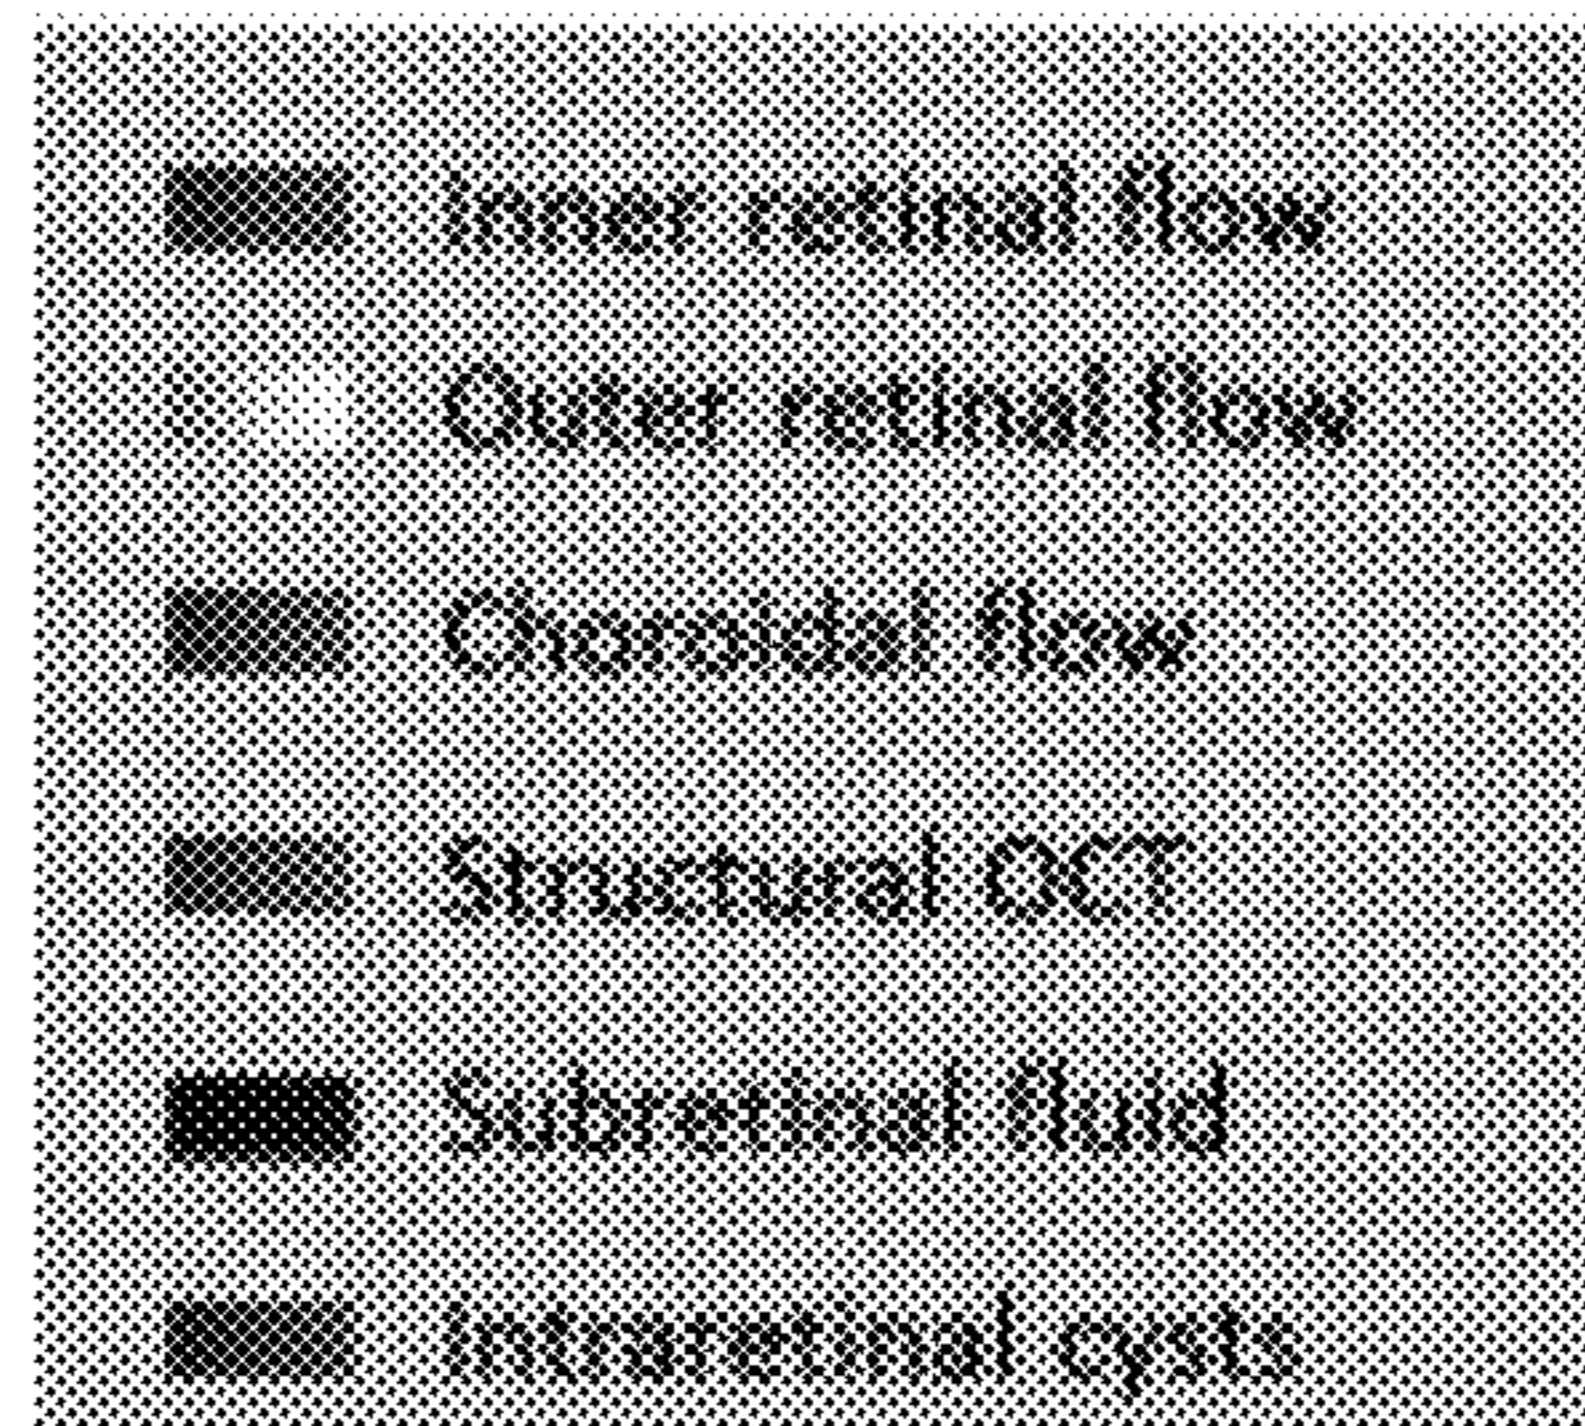 Inner retinal flow
Outer retinal flow
Choroidal flow
Structural OCT
Subretinal fluid
Intraretinal cysts